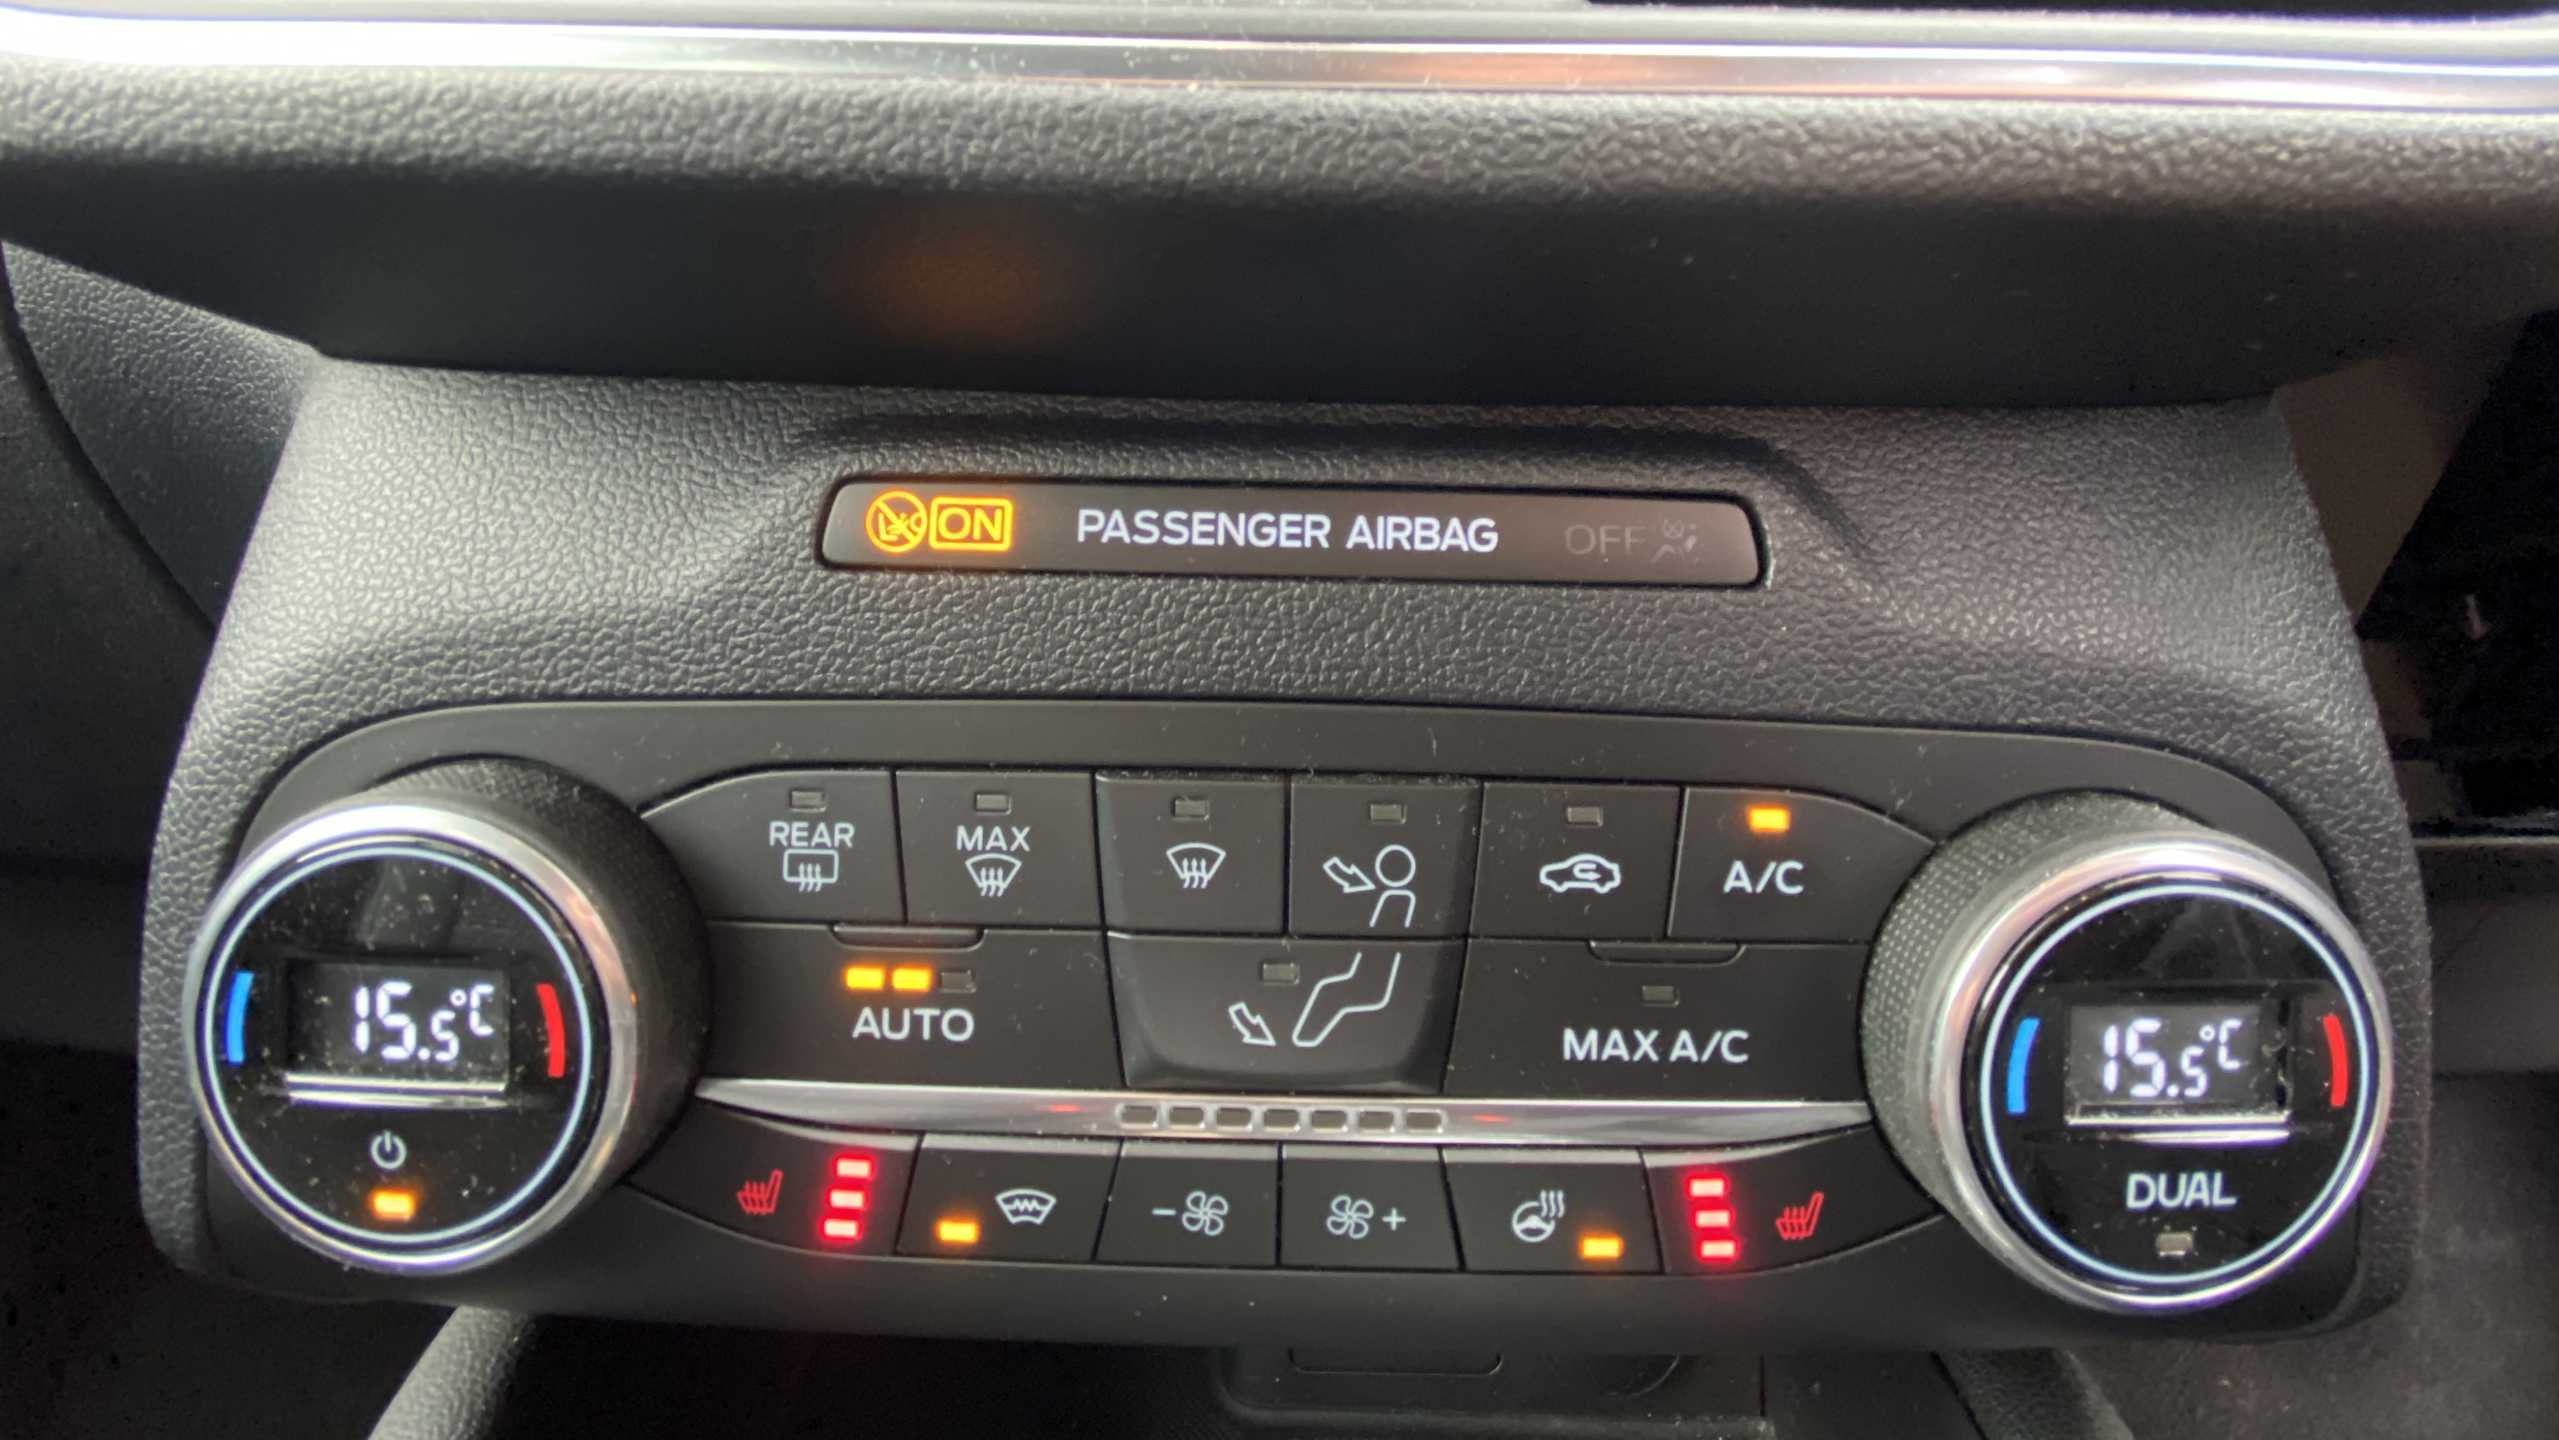 ON PASSENGER AIRBAG OFF
REAR
MAX
A/C
AUTO
MAX A/C
15.5°C
15.5°C
- +
DUAL